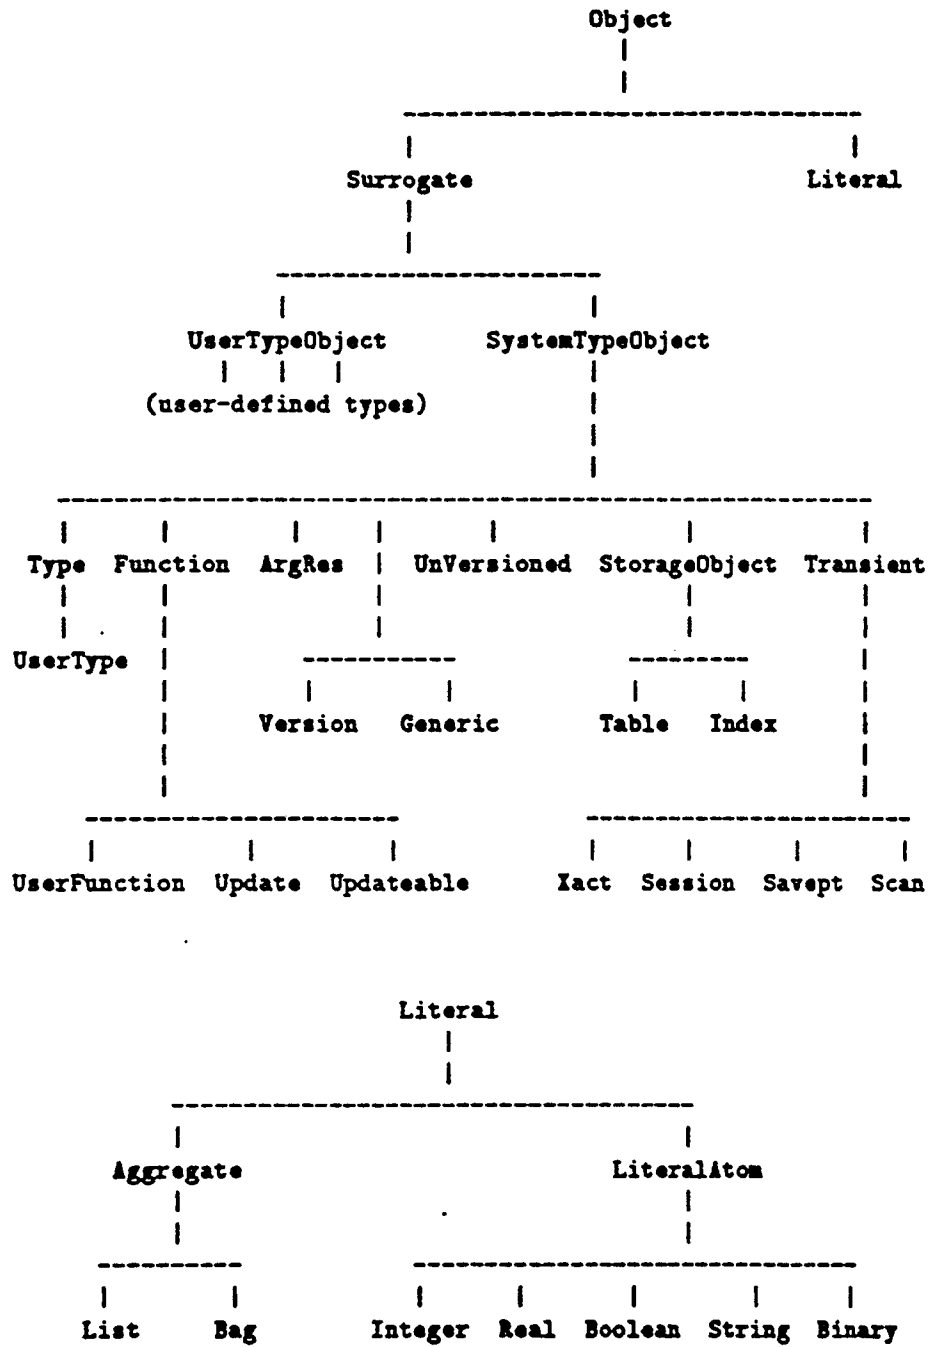 Object
Surrogate Literal
UserTypeObject SystemTypeObject
(user-defined types)
Type Function ArgRes UnVersioned StorageObject Transient
UserType
Version Generic Table Index
UserFunction Update Updateable Xact Session Savept Scan
Literal
Aggregate LiteralAtom
List Bag Integer Real Boolean String Binary